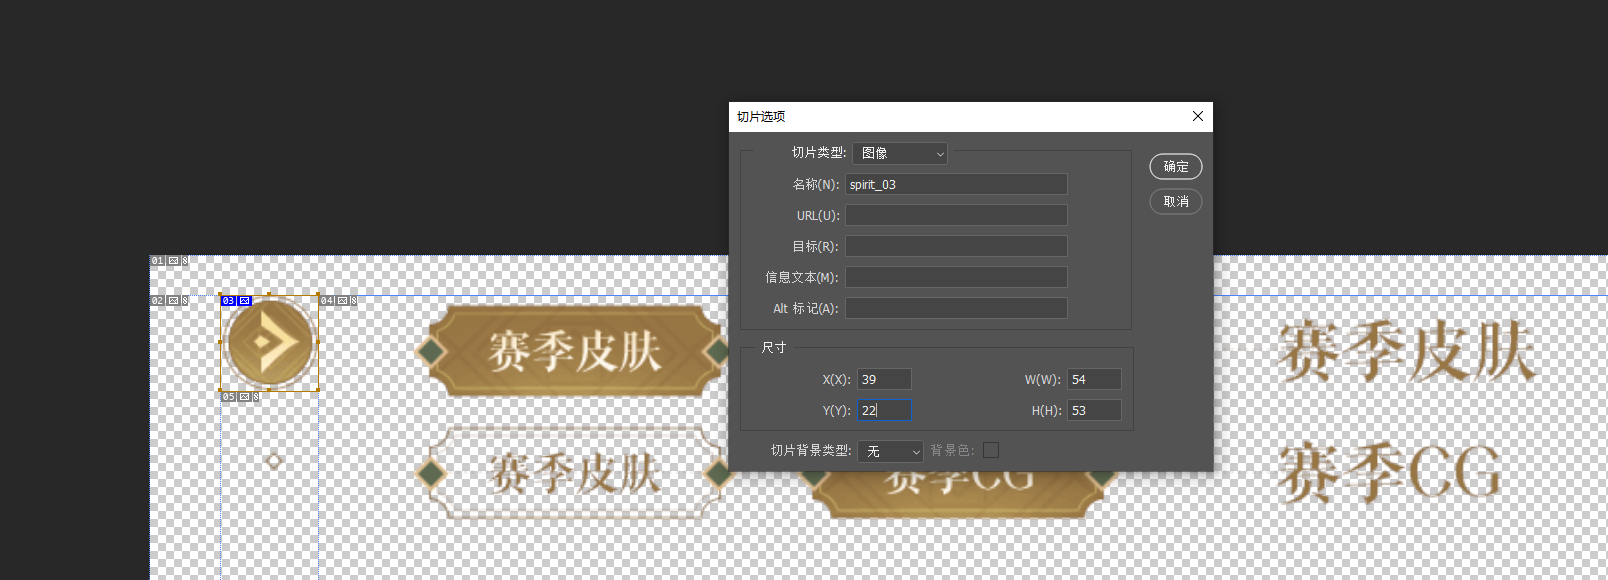 切片选项
切片类型: 图像
确定
名称(N): spirit_03
取消
URL(U):
目标(R):
信息文本(M):
Alt 标记(A):
尺寸
X(X): 39
W(W): 54
Y(Y): 22
H(H): 53
切片背景类型: 无
背景色:
01
02
03
04
05
赛季皮肤
赛季皮肤
赛季皮肤
赛季CG
赛季CG